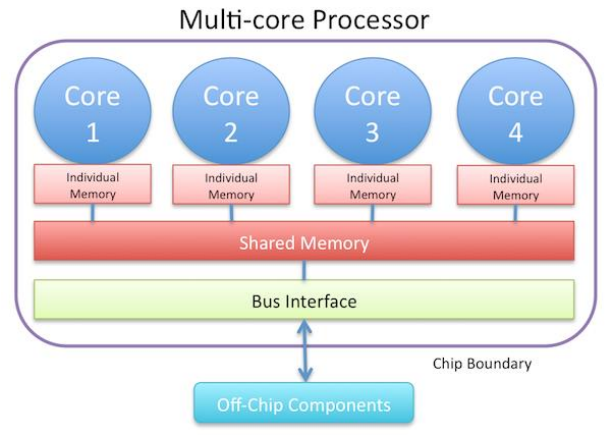 Multi-core Processor
Core 1
Core 2
Core 3
Core 4
Individual Memory
Individual Memory
Individual Memory
Individual Memory
Shared Memory
Bus Interface
Chip Boundary
Off-Chip Components